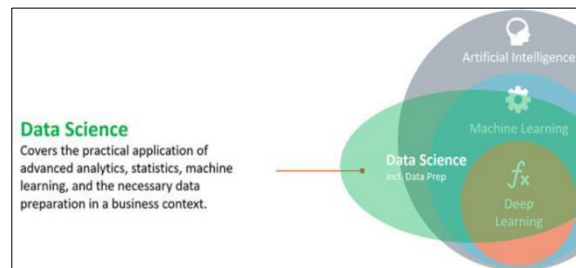 Data Science
Covers the practical application of
advanced analytics, statistics, machine
learning, and the necessary data
preparation in a business context.
Artificial Intelligence
Machine Learning
Data Science
incl. Data Prep
fx
Deep
Learning